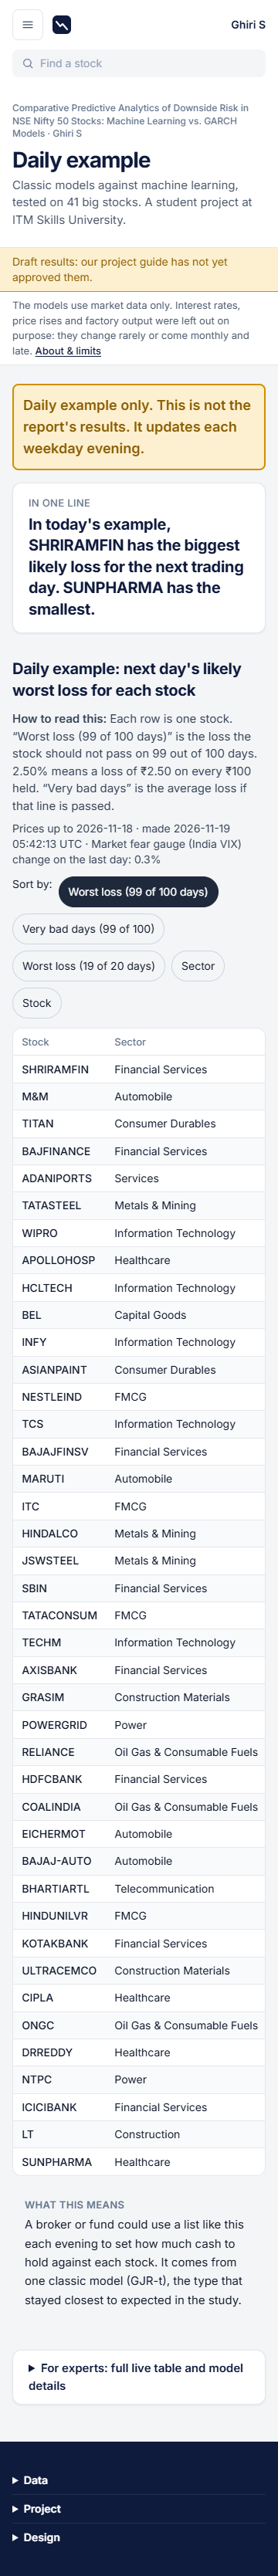 Ghiri S
Find a stock
Comparative Predictive Analytics of Downside Risk in
NSE Nifty 50 Stocks: Machine Learning vs. GARCH
Models · Ghiri S
Daily example
Classic models against machine learning,
tested on 41 big stocks. A student project at
ITM Skills University.
Draft results: our project guide has not yet
approved them.
The models use market data only. Interest rates,
price rises and factory output were left out on
purpose: they change rarely or come monthly and
late. About & limits
Daily example only. This is not the
report's results. It updates each
weekday evening.
IN ONE LINE
In today's example,
SHRIRAMFIN has the biggest
likely loss for the next trading
day. SUNPHARMA has the
smallest.
Daily example: next day's likely
worst loss for each stock
How to read this: Each row is one stock.
“Worst loss (99 of 100 days)” is the loss the
stock should not pass on 99 out of 100 days.
2.50% means a loss of ₹2.50 on every ₹100
held. “Very bad days” is the average loss if
that line is passed.
Prices up to 2026-11-18 · made 2026-11-19
05:42:13 UTC · Market fear gauge (India VIX)
change on the last day: 0.3%
Sort by: Worst loss (99 of 100 days)
Very bad days (99 of 100)
Worst loss (19 of 20 days) Sector
Stock
Stock Sector
SHRIRAMFIN Financial Services
M&M Automobile
TITAN Consumer Durables
BAJFINANCE Financial Services
ADANIPORTS Services
TATASTEEL Metals & Mining
WIPRO Information Technology
APOLLOHOSP Healthcare
HCLTECH Information Technology
BEL Capital Goods
INFY Information Technology
ASIANPAINT Consumer Durables
NESTLEIND FMCG
TCS Information Technology
BAJAJFINSV Financial Services
MARUTI Automobile
ITC FMCG
HINDALCO Metals & Mining
JSWSTEEL Metals & Mining
SBIN Financial Services
TATACONSUM FMCG
TECHM Information Technology
AXISBANK Financial Services
GRASIM Construction Materials
POWERGRID Power
RELIANCE Oil Gas & Consumable Fuels
HDFCBANK Financial Services
COALINDIA Oil Gas & Consumable Fuels
EICHERMOT Automobile
BAJAJ-AUTO Automobile
BHARTIARTL Telecommunication
HINDUNILVR FMCG
KOTAKBANK Financial Services
ULTRACEMCO Construction Materials
CIPLA Healthcare
ONGC Oil Gas & Consumable Fuels
DRREDDY Healthcare
NTPC Power
ICICIBANK Financial Services
LT Construction
SUNPHARMA Healthcare
WHAT THIS MEANS
A broker or fund could use a list like this
each evening to set how much cash to
hold against each stock. It comes from
one classic model (GJR-t), the type that
stayed closest to expected in the study.
For experts: full live table and model
details
Data
Project
Design